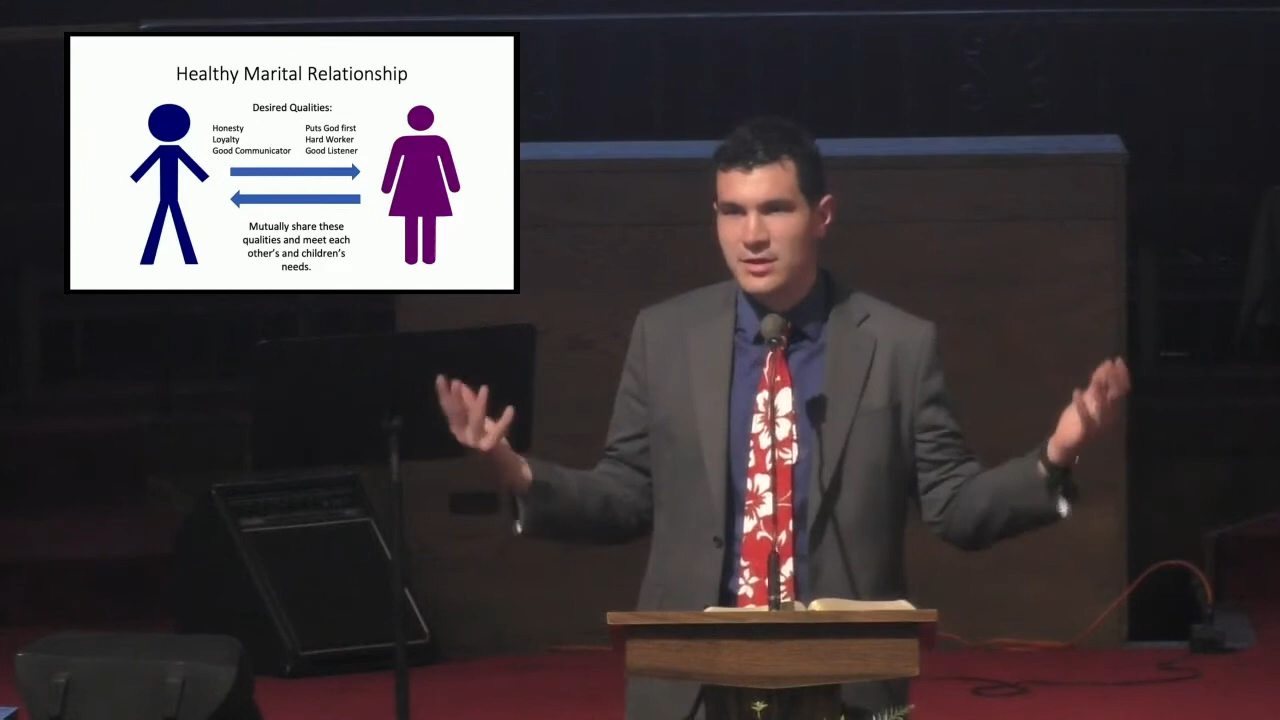 Healthy Marital Relationship
Desired Qualities:
Honesty
Loyalty
Good Communicator
Puts God first
Hard Worker
Good Listener
Mutually share these
qualities and meet each
other's and children's
needs.